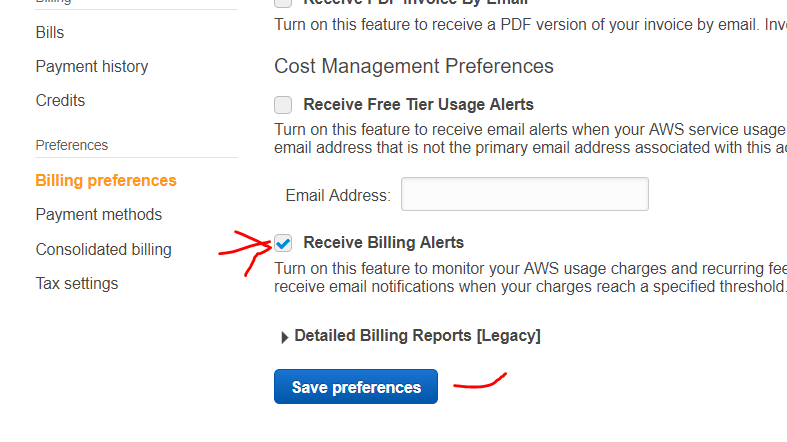 Billing
Receive PDF Invoice By Email
Bills
Turn on this feature to receive a PDF version of your invoice by email.
Payment history
Cost Management Preferences
Credits
Receive Free Tier Usage Alerts
Turn on this feature to receive email alerts when your AWS service usage
Preferences
email address that is not the primary email address associated with this
Billing preferences
Email Address:
Payment methods
Receive Billing Alerts
Consolidated billing
Turn on this feature to monitor your AWS usage charges and recurring
Tax settings
receive email notifications when your charges reach a specified threshold.
Detailed Billing Reports [Legacy]
Save preferences